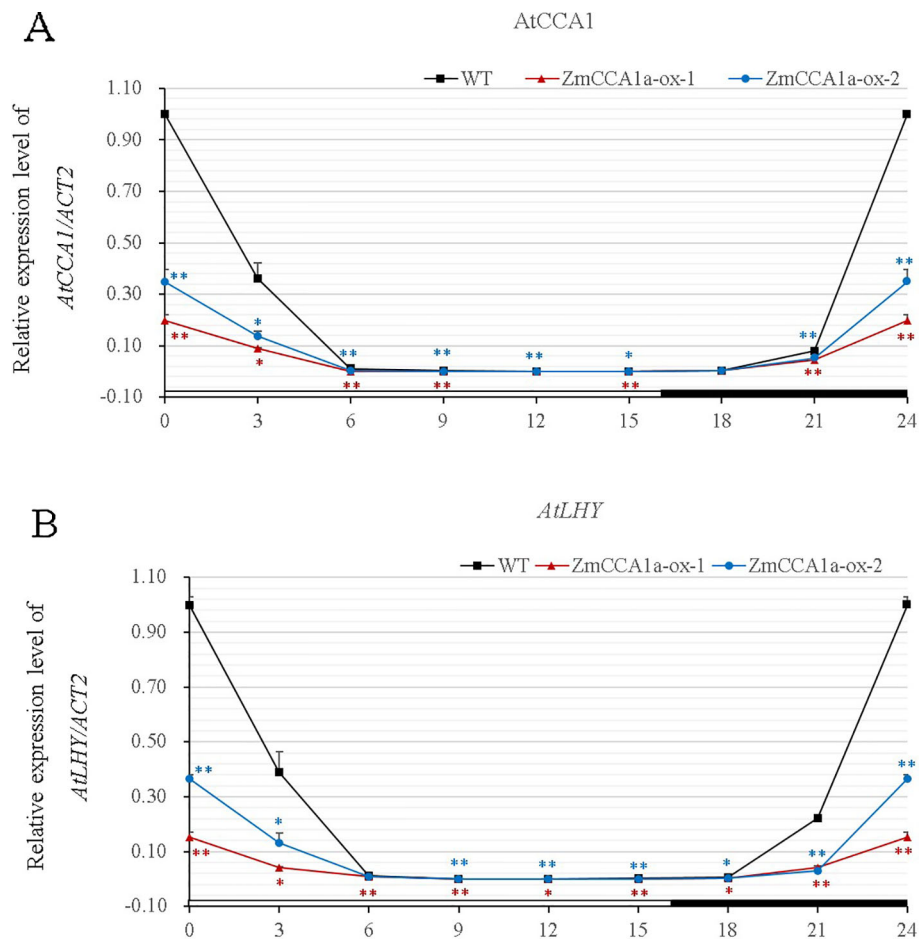 A
AtCCA1
WT ZmCCA1a-ox-1 ZmCCA1a-ox-2
Relative expression level of
AtCCA1/ACT2
1.10
0.90
0.70
0.50
0.30
0.10
-0.10
** ** * * ** ** ** ** ** * ** ** ** ** **
0 3 6 9 12 15 18 21 24
B
AtLHY
WT ZmCCA1a-ox-1 ZmCCA1a-ox-2
Relative expression level of
AtLHY/ACT2
1.10
0.90
0.70
0.50
0.30
0.10
-0.10
** ** * * ** ** ** ** * ** ** * * ** ** ** **
0 3 6 9 12 15 18 21 24